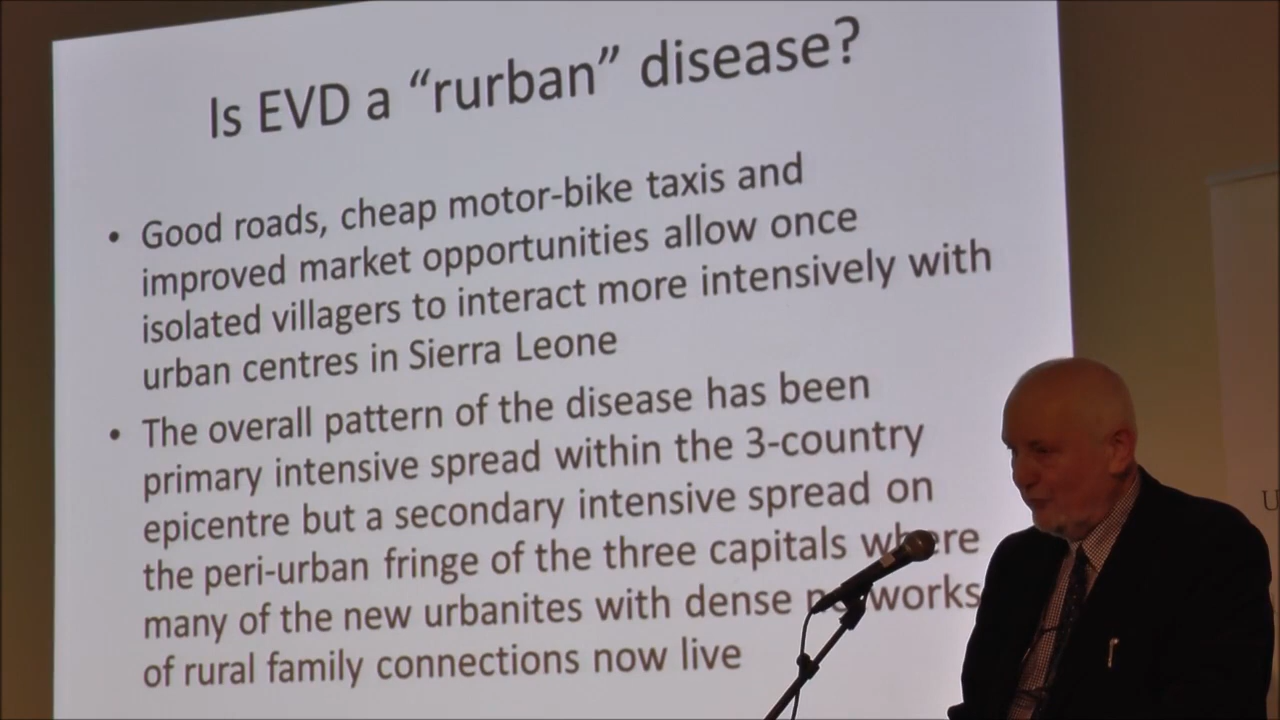 Is EVD a “rurban” disease?
• Good roads, cheap motor-bike taxis and
improved market opportunities allow once
isolated villagers to interact more intensively with
urban centres in Sierra Leone
• The overall pattern of the disease has been
primary intensive spread within the 3-country
epicentre but a secondary intensive spread on
the peri-urban fringe of the three capitals where
many of the new urbanites with dense networks
of rural family connections now live
U